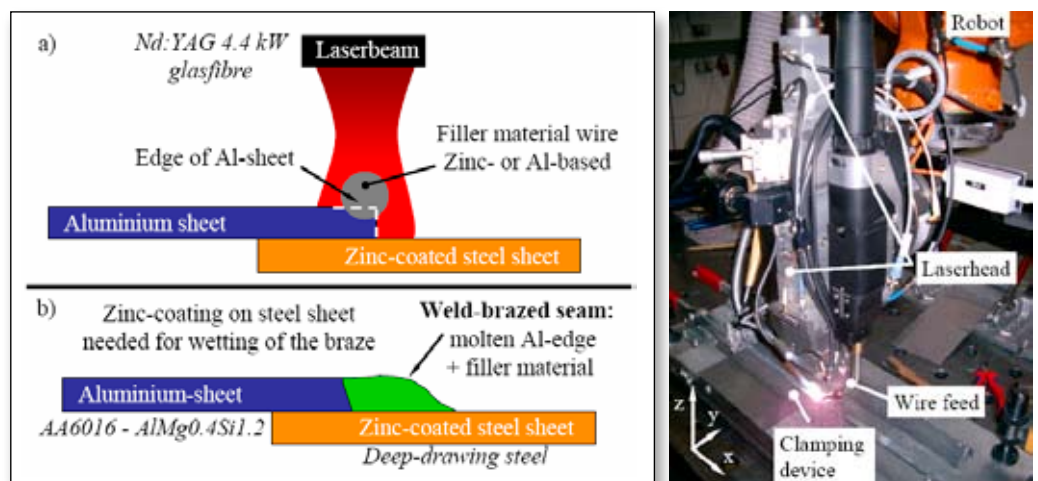 a)
Nd:YAG 4.4 kW
glasfibre
Laserbeam
Edge of Al-sheet
Filler material wire
Zinc- or Al-based
Aluminium sheet
Zinc-coated steel sheet
b)
Zinc-coating on steel sheet
needed for wetting of the braze
Weld-brazed seam:
molten Al-edge
+ filler material
Aluminium-sheet
AA6016 - AlMg0.4Si1.2
Zinc-coated steel sheet
Deep-drawing steel
Robot
Laserhead
Wire feed
Clamping
device
z
y
x